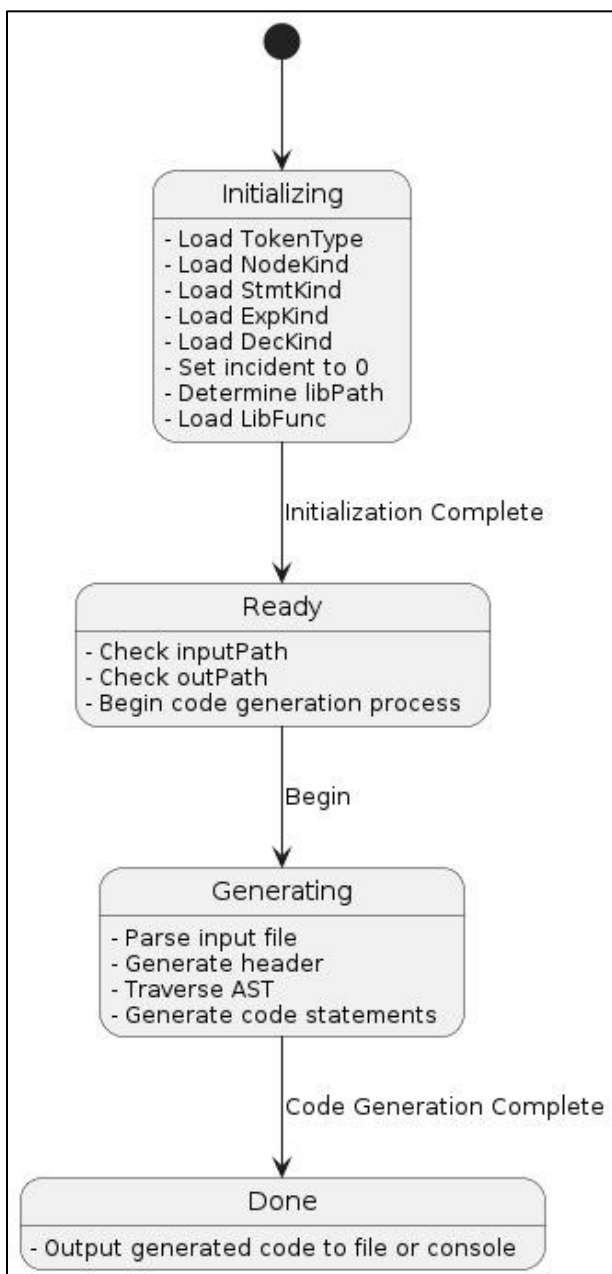 Initializing
- Load TokenType
- Load NodeKind
- Load StmtKind
- Load ExpKind
- Load DecKind
- Set incident to 0
- Determine libPath
- Load LibFunc
Initialization Complete
Ready
- Check inputPath
- Check outPath
- Begin code generation process
Begin
Generating
- Parse input file
- Generate header
- Traverse AST
- Generate code statements
Code Generation Complete
Done
- Output generated code to file or console